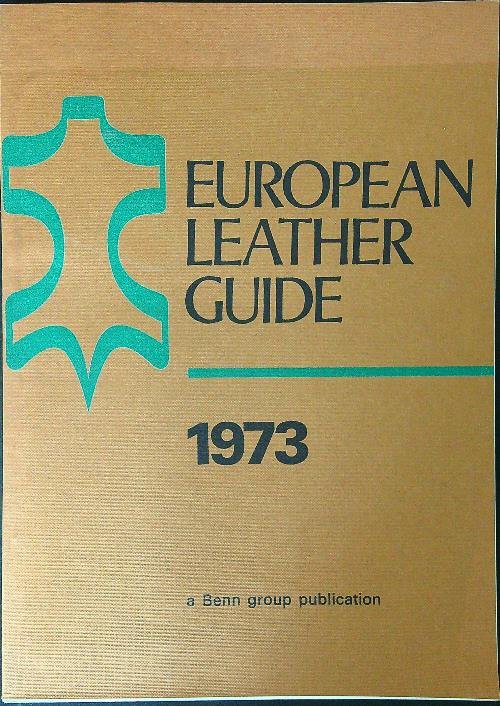 EUROPEAN
LEATHER
GUIDE
1973
a Benn group publication